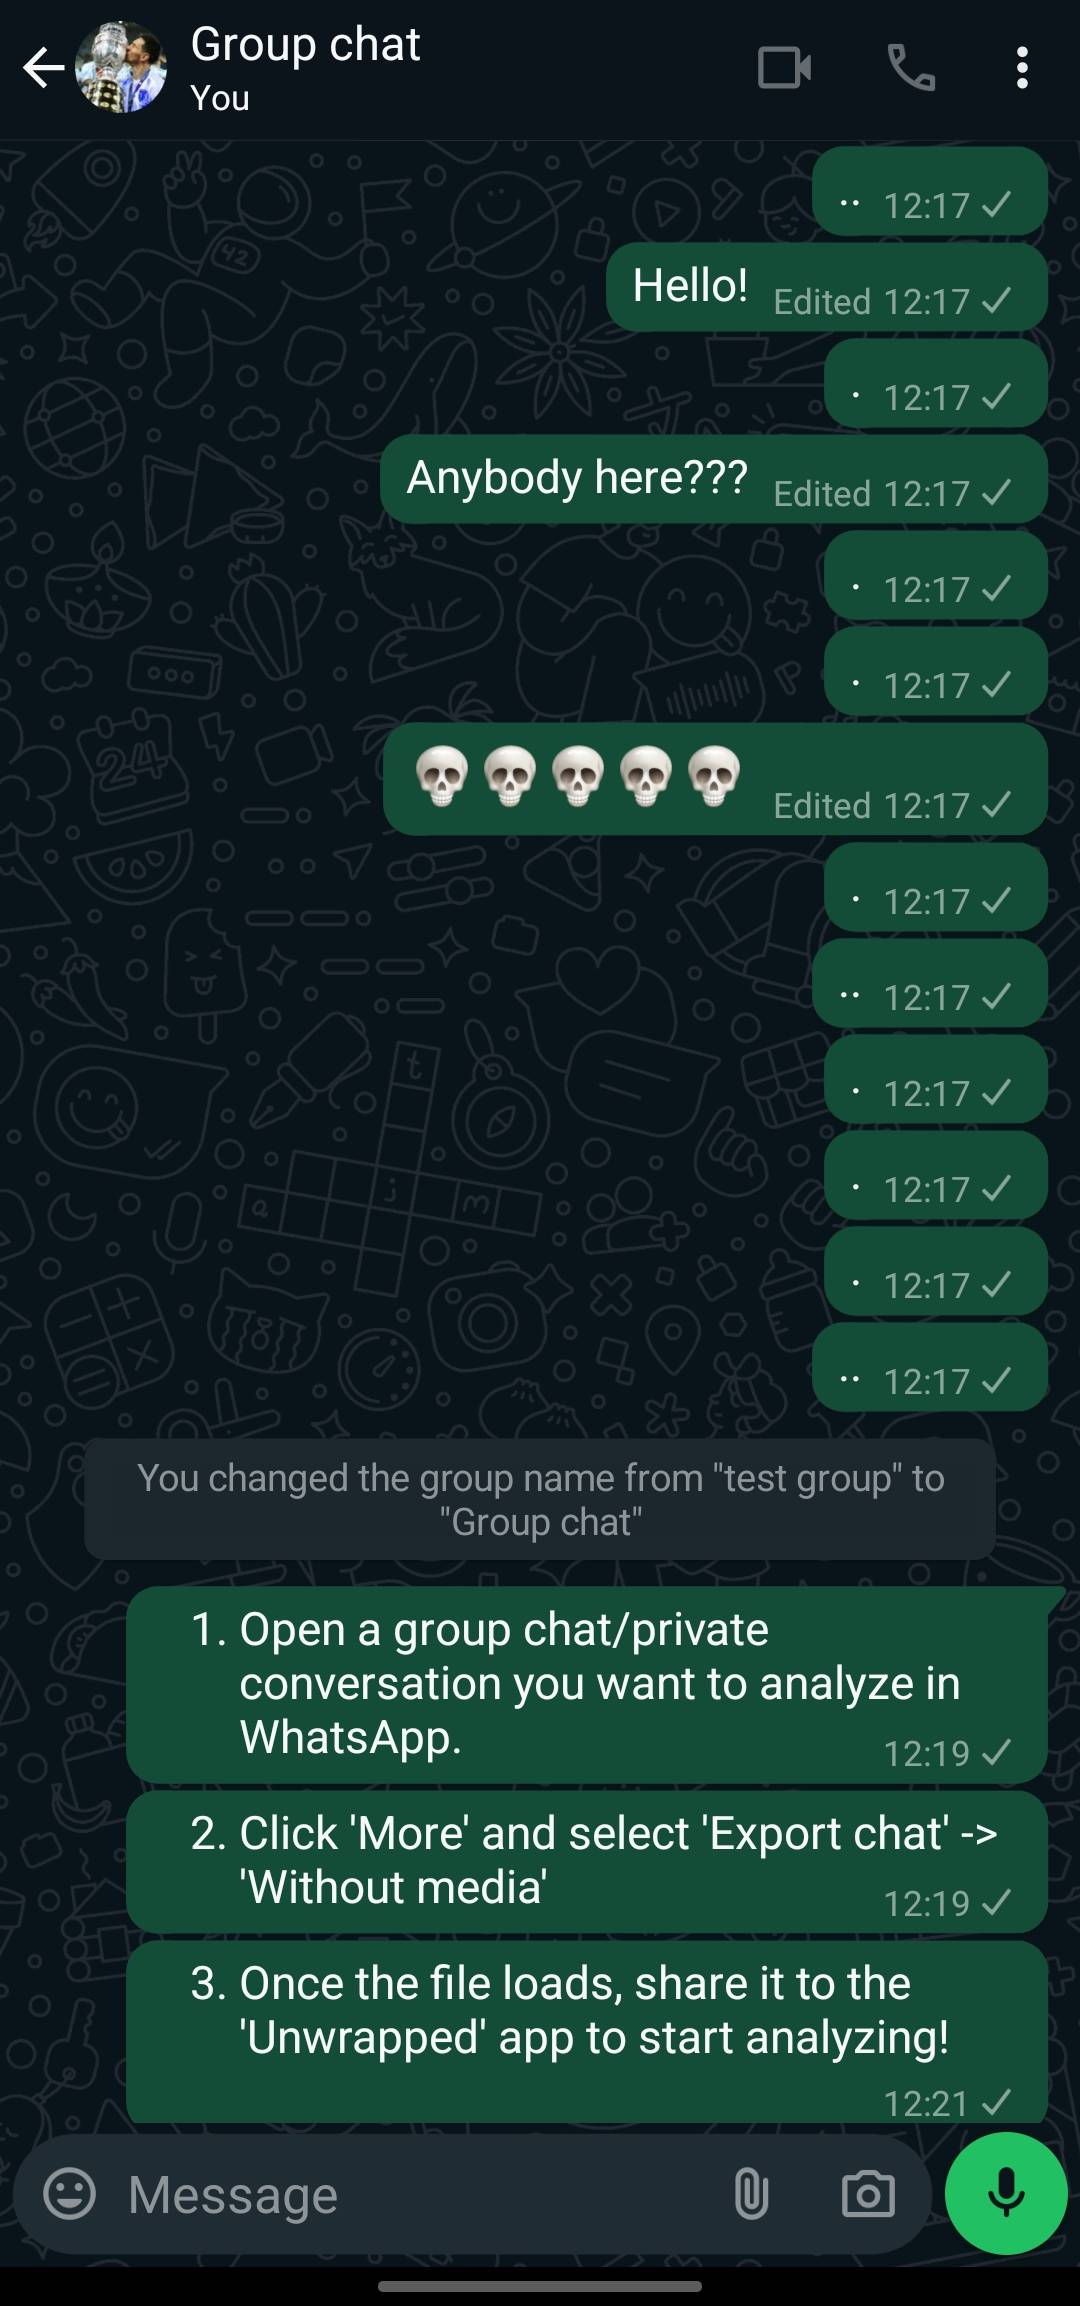 Group chat
You
.. 12:17
Hello! Edited 12:17
. 12:17
Anybody here??? Edited 12:17
. 12:17
. 12:17
💀💀💀💀💀 Edited 12:17
. 12:17
.. 12:17
. 12:17
. 12:17
. 12:17
.. 12:17
You changed the group name from "test group" to
"Group chat"
1. Open a group chat/private
conversation you want to analyze in
WhatsApp.
12:19
2. Click 'More' and select 'Export chat' ->
'Without media'
12:19
3. Once the file loads, share it to the
'Unwrapped' app to start analyzing!
12:21
Message